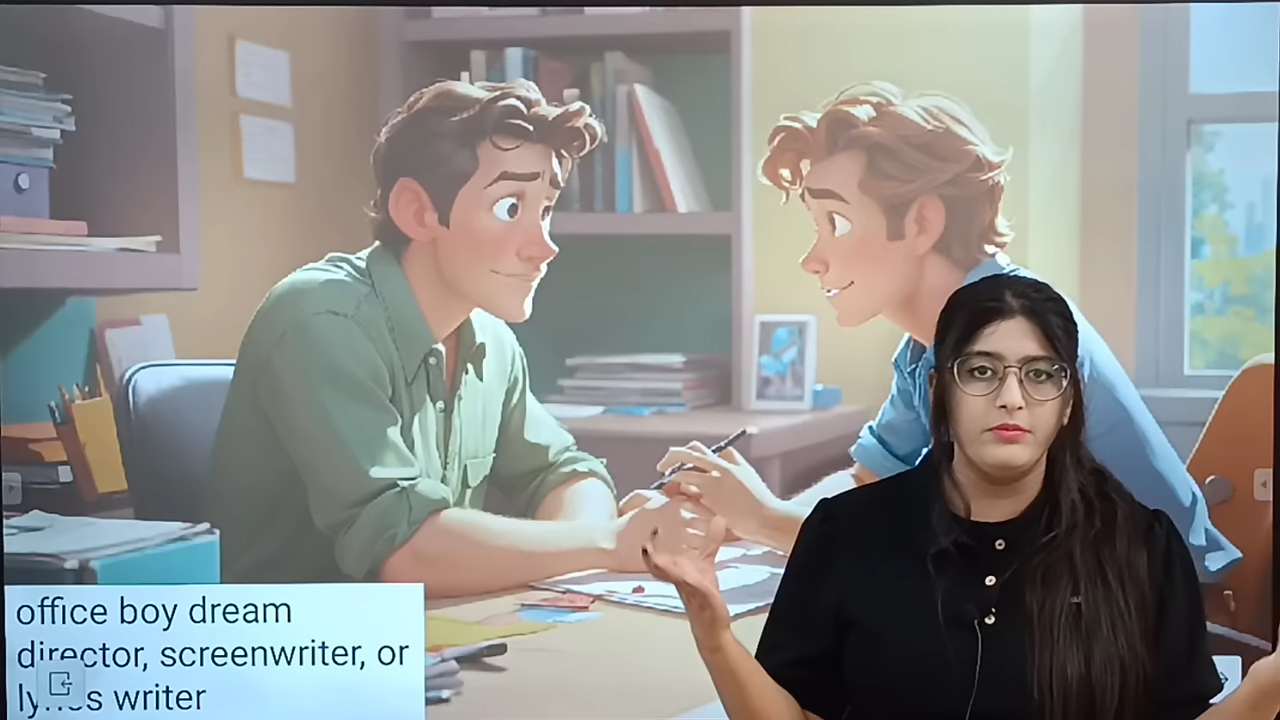 office boy dream
director, screenwriter, or
writer